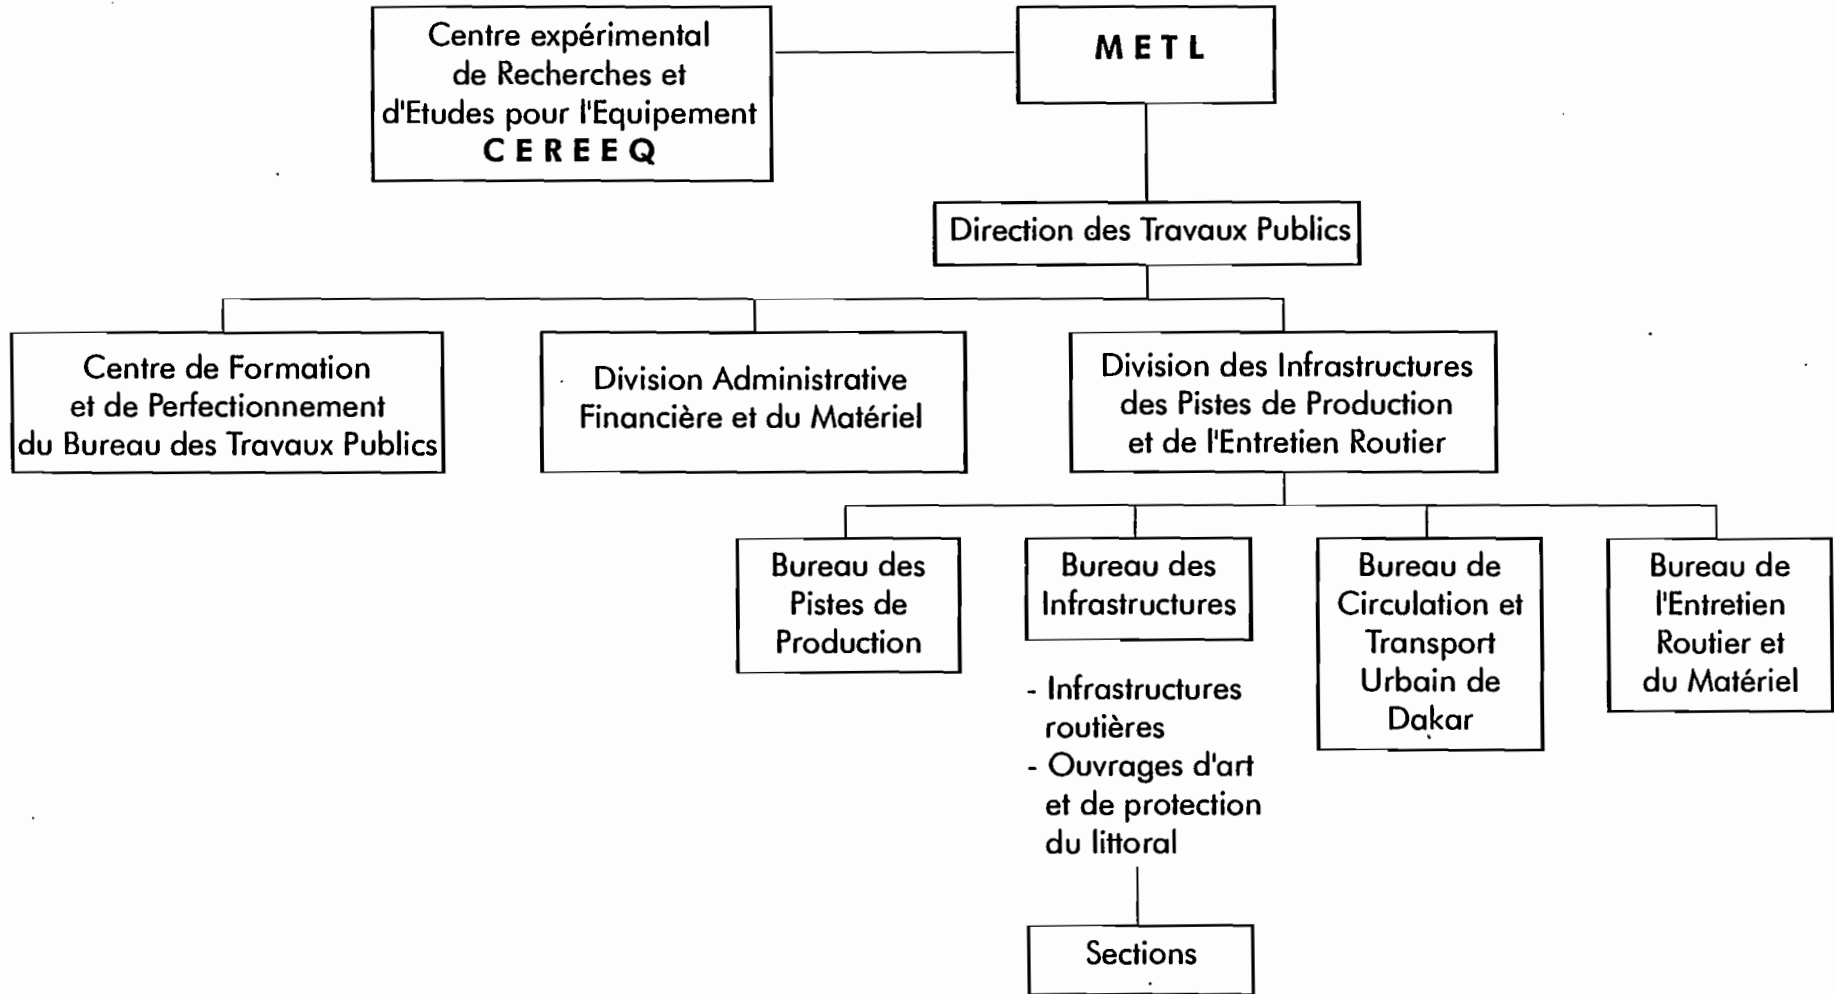 Centre expérimental
de Recherches et
d'Etudes pour l'Equipement
C E R E E Q
M E T L
Direction des Travaux Publics
Centre de Formation
et de Perfectionnement
du Bureau des Travaux Publics
Division Administrative
Financière et du Matériel
Division des Infrastructures
des Pistes de Production
et de l'Entretien Routier
Bureau des
Pistes de
Production
Bureau des
Infrastructures
- Infrastructures
routières
- Ouvrages d'art
et de protection
du littoral
Sections
Bureau de
Circulation et
Transport
Urbain de
Dakar
Bureau de
l'Entretien
Routier et
du Matériel